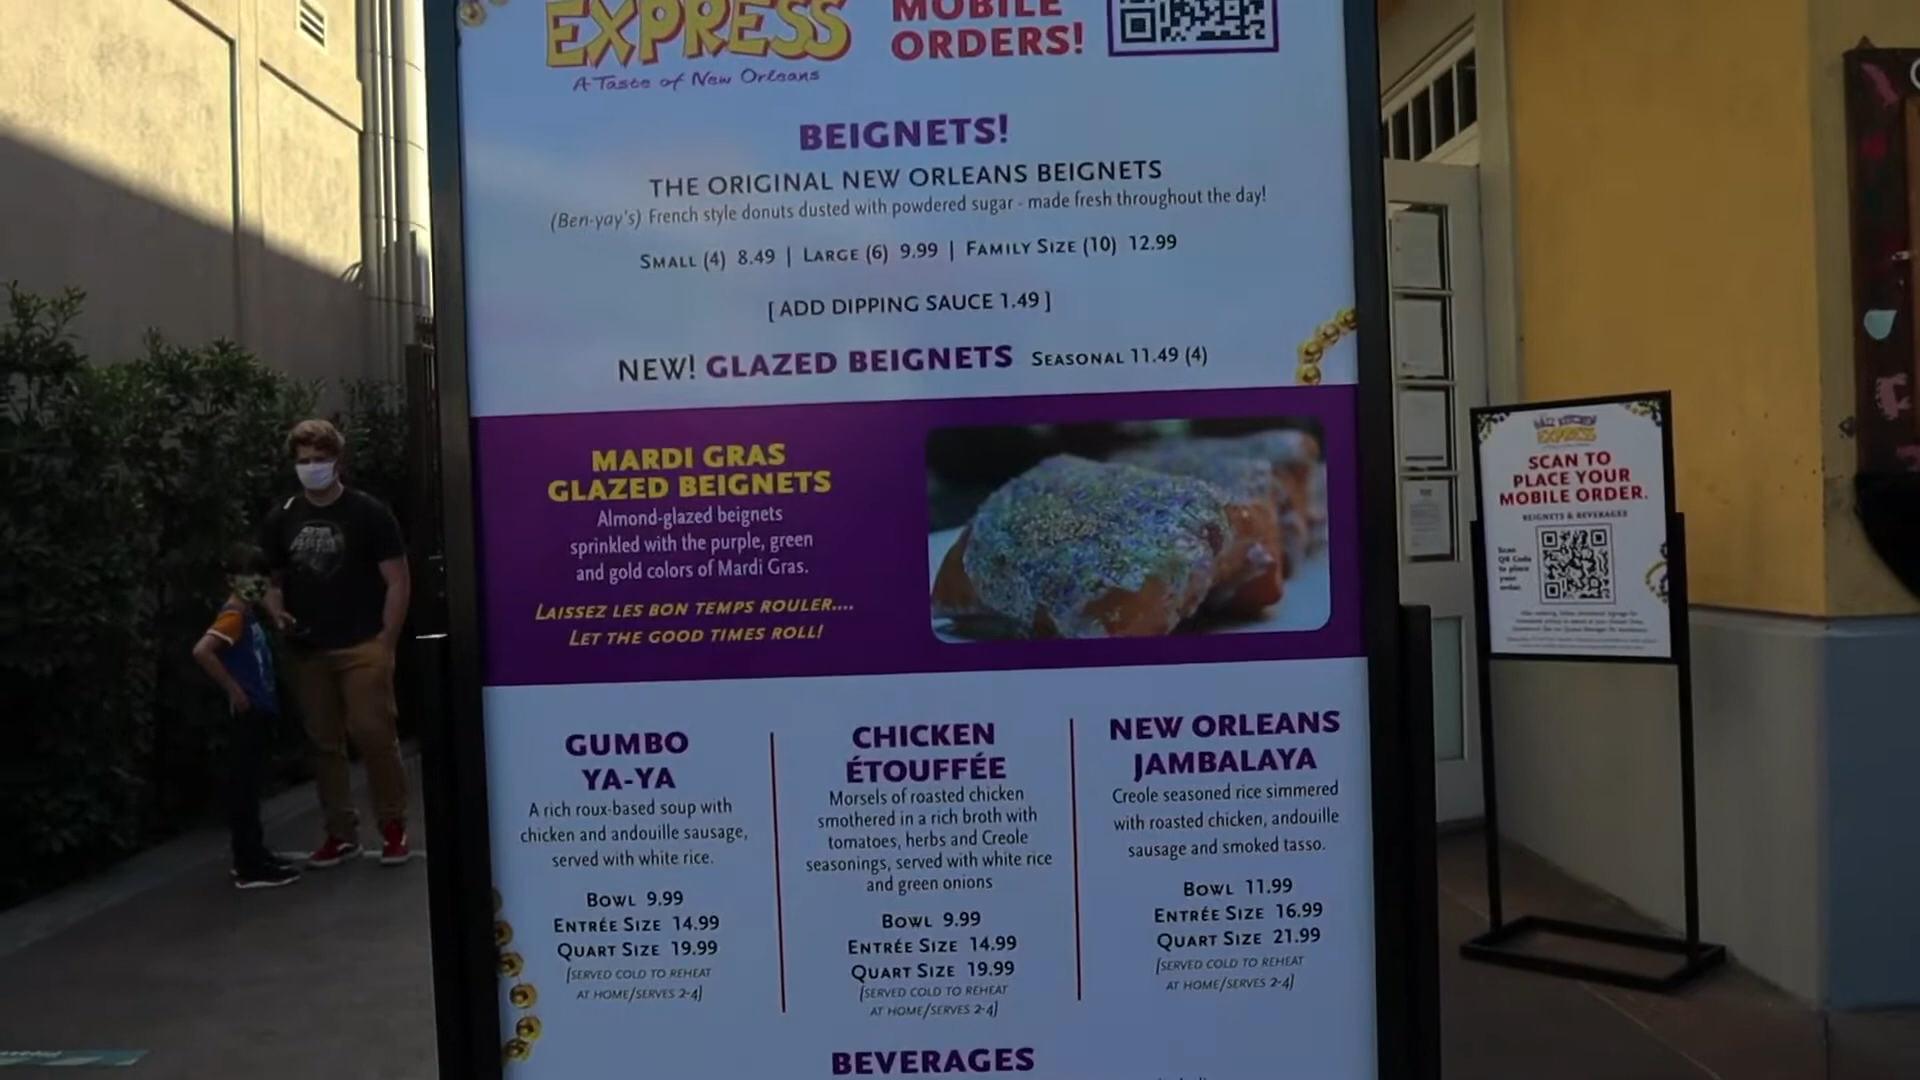 EXPRESS
A Taste of New Orleans
MOBILE
ORDERS!
BEIGNETS!
THE ORIGINAL NEW ORLEANS BEIGNETS
(Ben-yay's) French style donuts dusted with powdered sugar - made fresh throughout the day!
SMALL (4) 8.49 | LARGE (6) 9.99 | FAMILY SIZE (10) 12.99
[ ADD DIPPING SAUCE 1.49 ]
NEW! GLAZED BEIGNETS SEASONAL 11.49 (4)
MARDI GRAS
GLAZED BEIGNETS
Almond-glazed beignets
sprinkled with the purple, green
and gold colors of Mardi Gras.
LAISSEZ LES BON TEMPS ROULER....
LET THE GOOD TIMES ROLL!
GUMBO
YA-YA
A rich roux-based soup with
chicken and andouille sausage,
served with white rice.
BOWL 9.99
ENTRÉE SIZE 14.99
QUART SIZE 19.99
[SERVED COLD TO REHEAT
AT HOME/SERVES 2-4]
CHICKEN
ÉTOUFFÉE
Morsels of roasted chicken
smothered in a rich broth with
tomatoes, herbs and Creole
seasonings, served with white rice
and green onions
BOWL 9.99
ENTRÉE SIZE 14.99
QUART SIZE 19.99
[SERVED COLD TO REHEAT
AT HOME/SERVES 2-4]
NEW ORLEANS
JAMBALAYA
Creole seasoned rice simmered
with roasted chicken, andouille
sausage and smoked tasso.
BOWL 11.99
ENTRÉE SIZE 16.99
QUART SIZE 21.99
[SERVED COLD TO REHEAT
AT HOME/SERVES 2-4]
BEVERAGES
JAZZ KITCHEN
EXPRESS
SCAN TO
PLACE YOUR
MOBILE ORDER.
BEIGNETS & BEVERAGES
Scan
QR Code
to place
your
order.